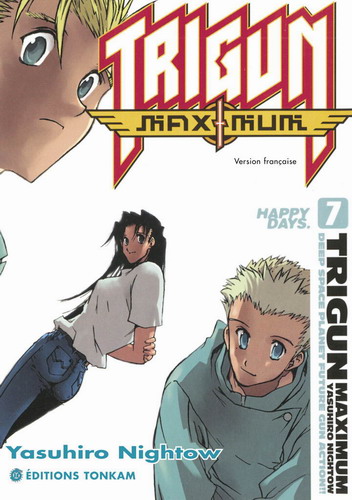 TRIGUN
MAXIMUM
Version française
HAPPY
DAYS.
7
TRIGUN MAXIMUM
YASUHIRO NIGHTOW
DEEP SPACE PLANET FUTURE GUN ACTION!!
Yasuhiro Nightow
ÉDITIONS TONKAM